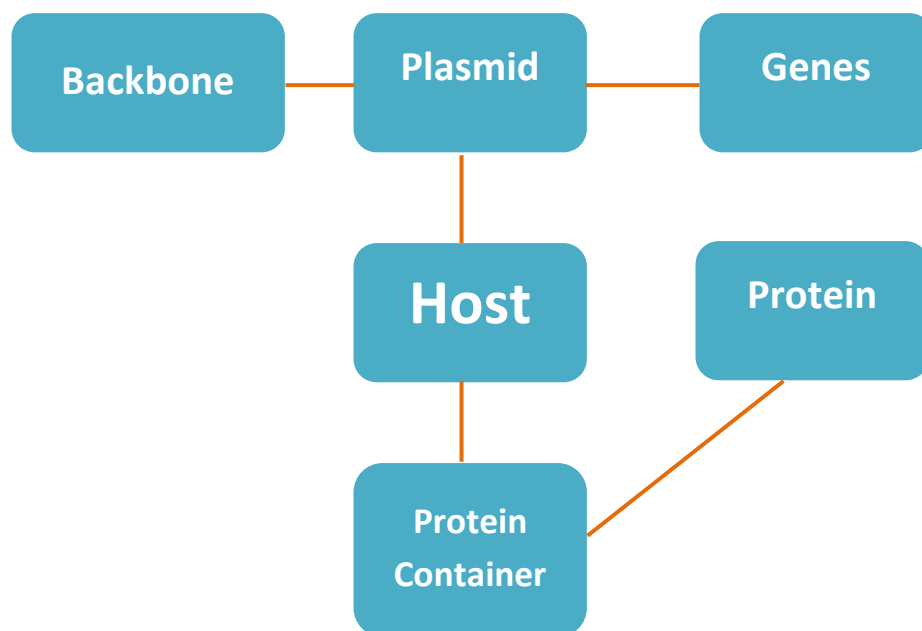 Backbone
Plasmid
Genes
Host
Protein
Protein
Container